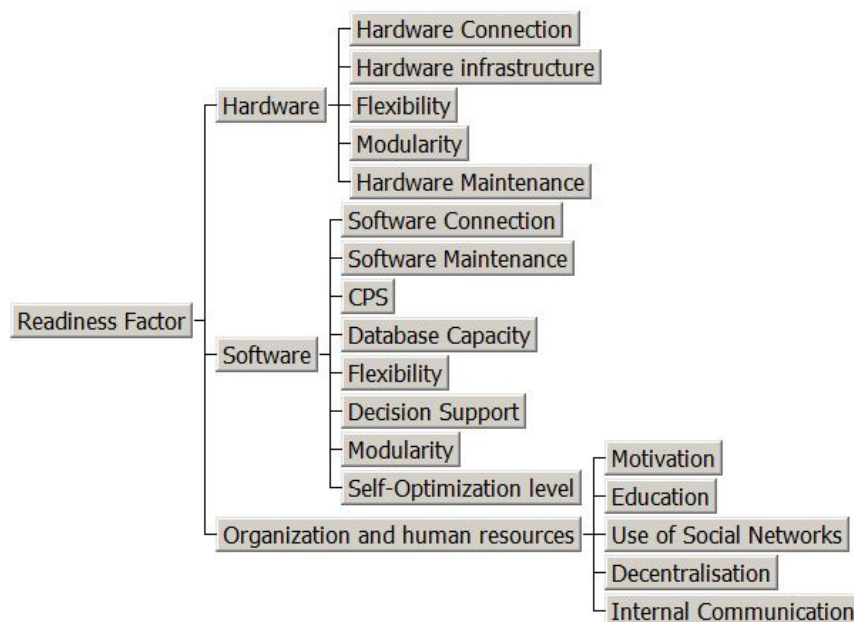 Readiness Factor
Hardware
Hardware Connection
Hardware infrastructure
Flexibility
Modularity
Hardware Maintenance
Software
Software Connection
Software Maintenance
CPS
Database Capacity
Flexibility
Decision Support
Modularity
Self-Optimization level
Organization and human resources
Motivation
Education
Use of Social Networks
Decentralisation
Internal Communication